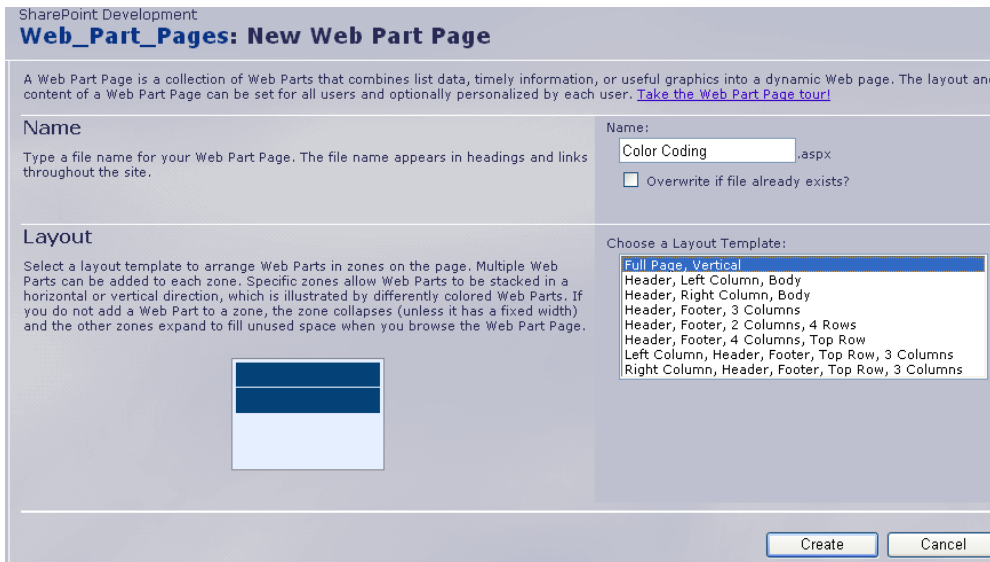 SharePoint Development
Web_Part_Pages: New Web Part Page
A Web Part Page is a collection of Web Parts that combines list data, timely information, or useful graphics into a dynamic Web page. The layout
content of a Web Part Page can be set for all users and optionally personalized by each user. Take the Web Part Page tour!
Name
Type a file name for your Web Part Page. The file name appears in headings and links
throughout the site.
Name:
Color Coding .aspx
Overwrite if file already exists?
Layout
Select a layout template to arrange Web Parts in zones on the page. Multiple Web
Parts can be added to each zone. Specific zones allow Web Parts to be stacked in a
horizontal or vertical direction, which is illustrated by differently colored Web Parts. If
you do not add a Web Part to a zone, the zone collapses (unless it has a fixed width)
and the other zones expand to fill unused space when you browse the Web Part Page.
Choose a Layout Template:
Full Page, Vertical
Header, Left Column, Body
Header, Right Column, Body
Header, Footer, 3 Columns
Header, Footer, 2 Columns, 4 Rows
Header, Footer, 4 Columns, Top Row
Left Column, Header, Footer, Top Row, 3 Columns
Right Column, Header, Footer, Top Row, 3 Columns
Create
Cancel